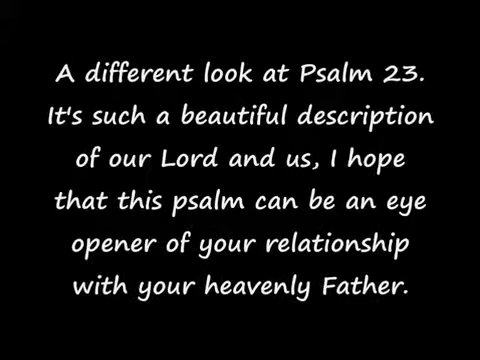 A different look at Psalm 23.
It's such a beautiful description
of our Lord and us, I hope
that this psalm can be an eye
opener of your relationship
with your heavenly Father.